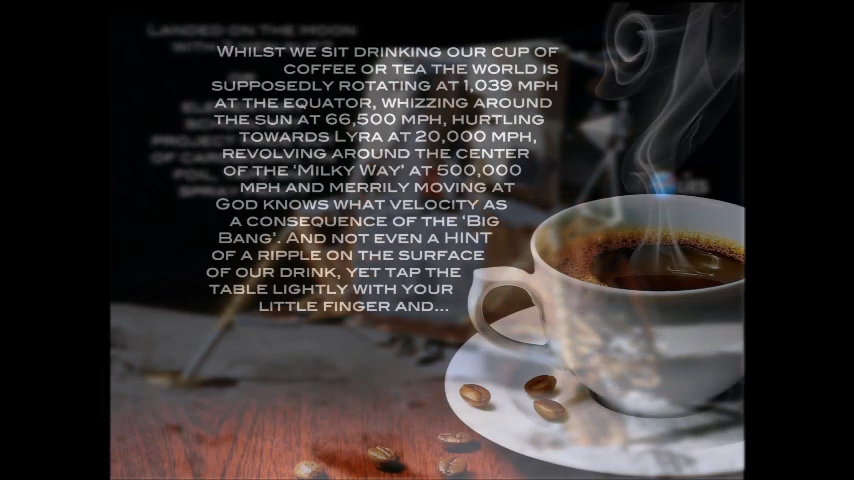 Landed on the Moon
Whilst we sit drinking our cup of
coffee or tea the world is
supposedly rotating at 1,039 mph
at the equator, whizzing around
the sun at 66,500 mph, hurtling
towards Lyra at 20,000 mph,
revolving around the center
of the ‘Milky Way’ at 500,000
mph and merrily moving at
God knows what velocity as
a consequence of the ‘Big
Bang’. And not even a hint
of a ripple on the surface
of our drink, yet tap the
table lightly with your
little finger and...